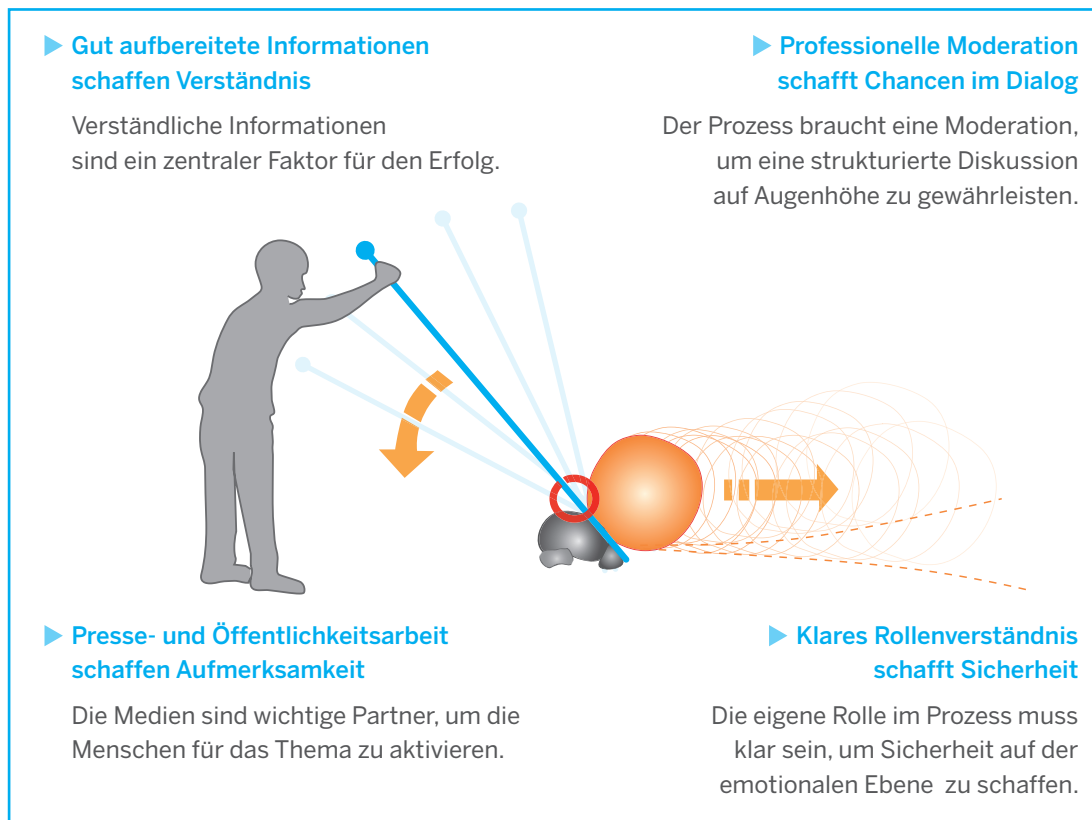 Gut aufbereitete Informationen
schaffen Verständnis
Verständliche Informationen
sind ein zentraler Faktor für den Erfolg.
Professionelle Moderation
schafft Chancen im Dialog
Der Prozess braucht eine Moderation,
um eine strukturierte Diskussion
auf Augenhöhe zu gewährleisten.
Presse- und Öffentlichkeitsarbeit
schaffen Aufmerksamkeit
Die Medien sind wichtige Partner, um die
Menschen für das Thema zu aktivieren.
Klares Rollenverständnis
schafft Sicherheit
Die eigene Rolle im Prozess muss
klar sein, um Sicherheit auf der
emotionalen Ebene zu schaffen.